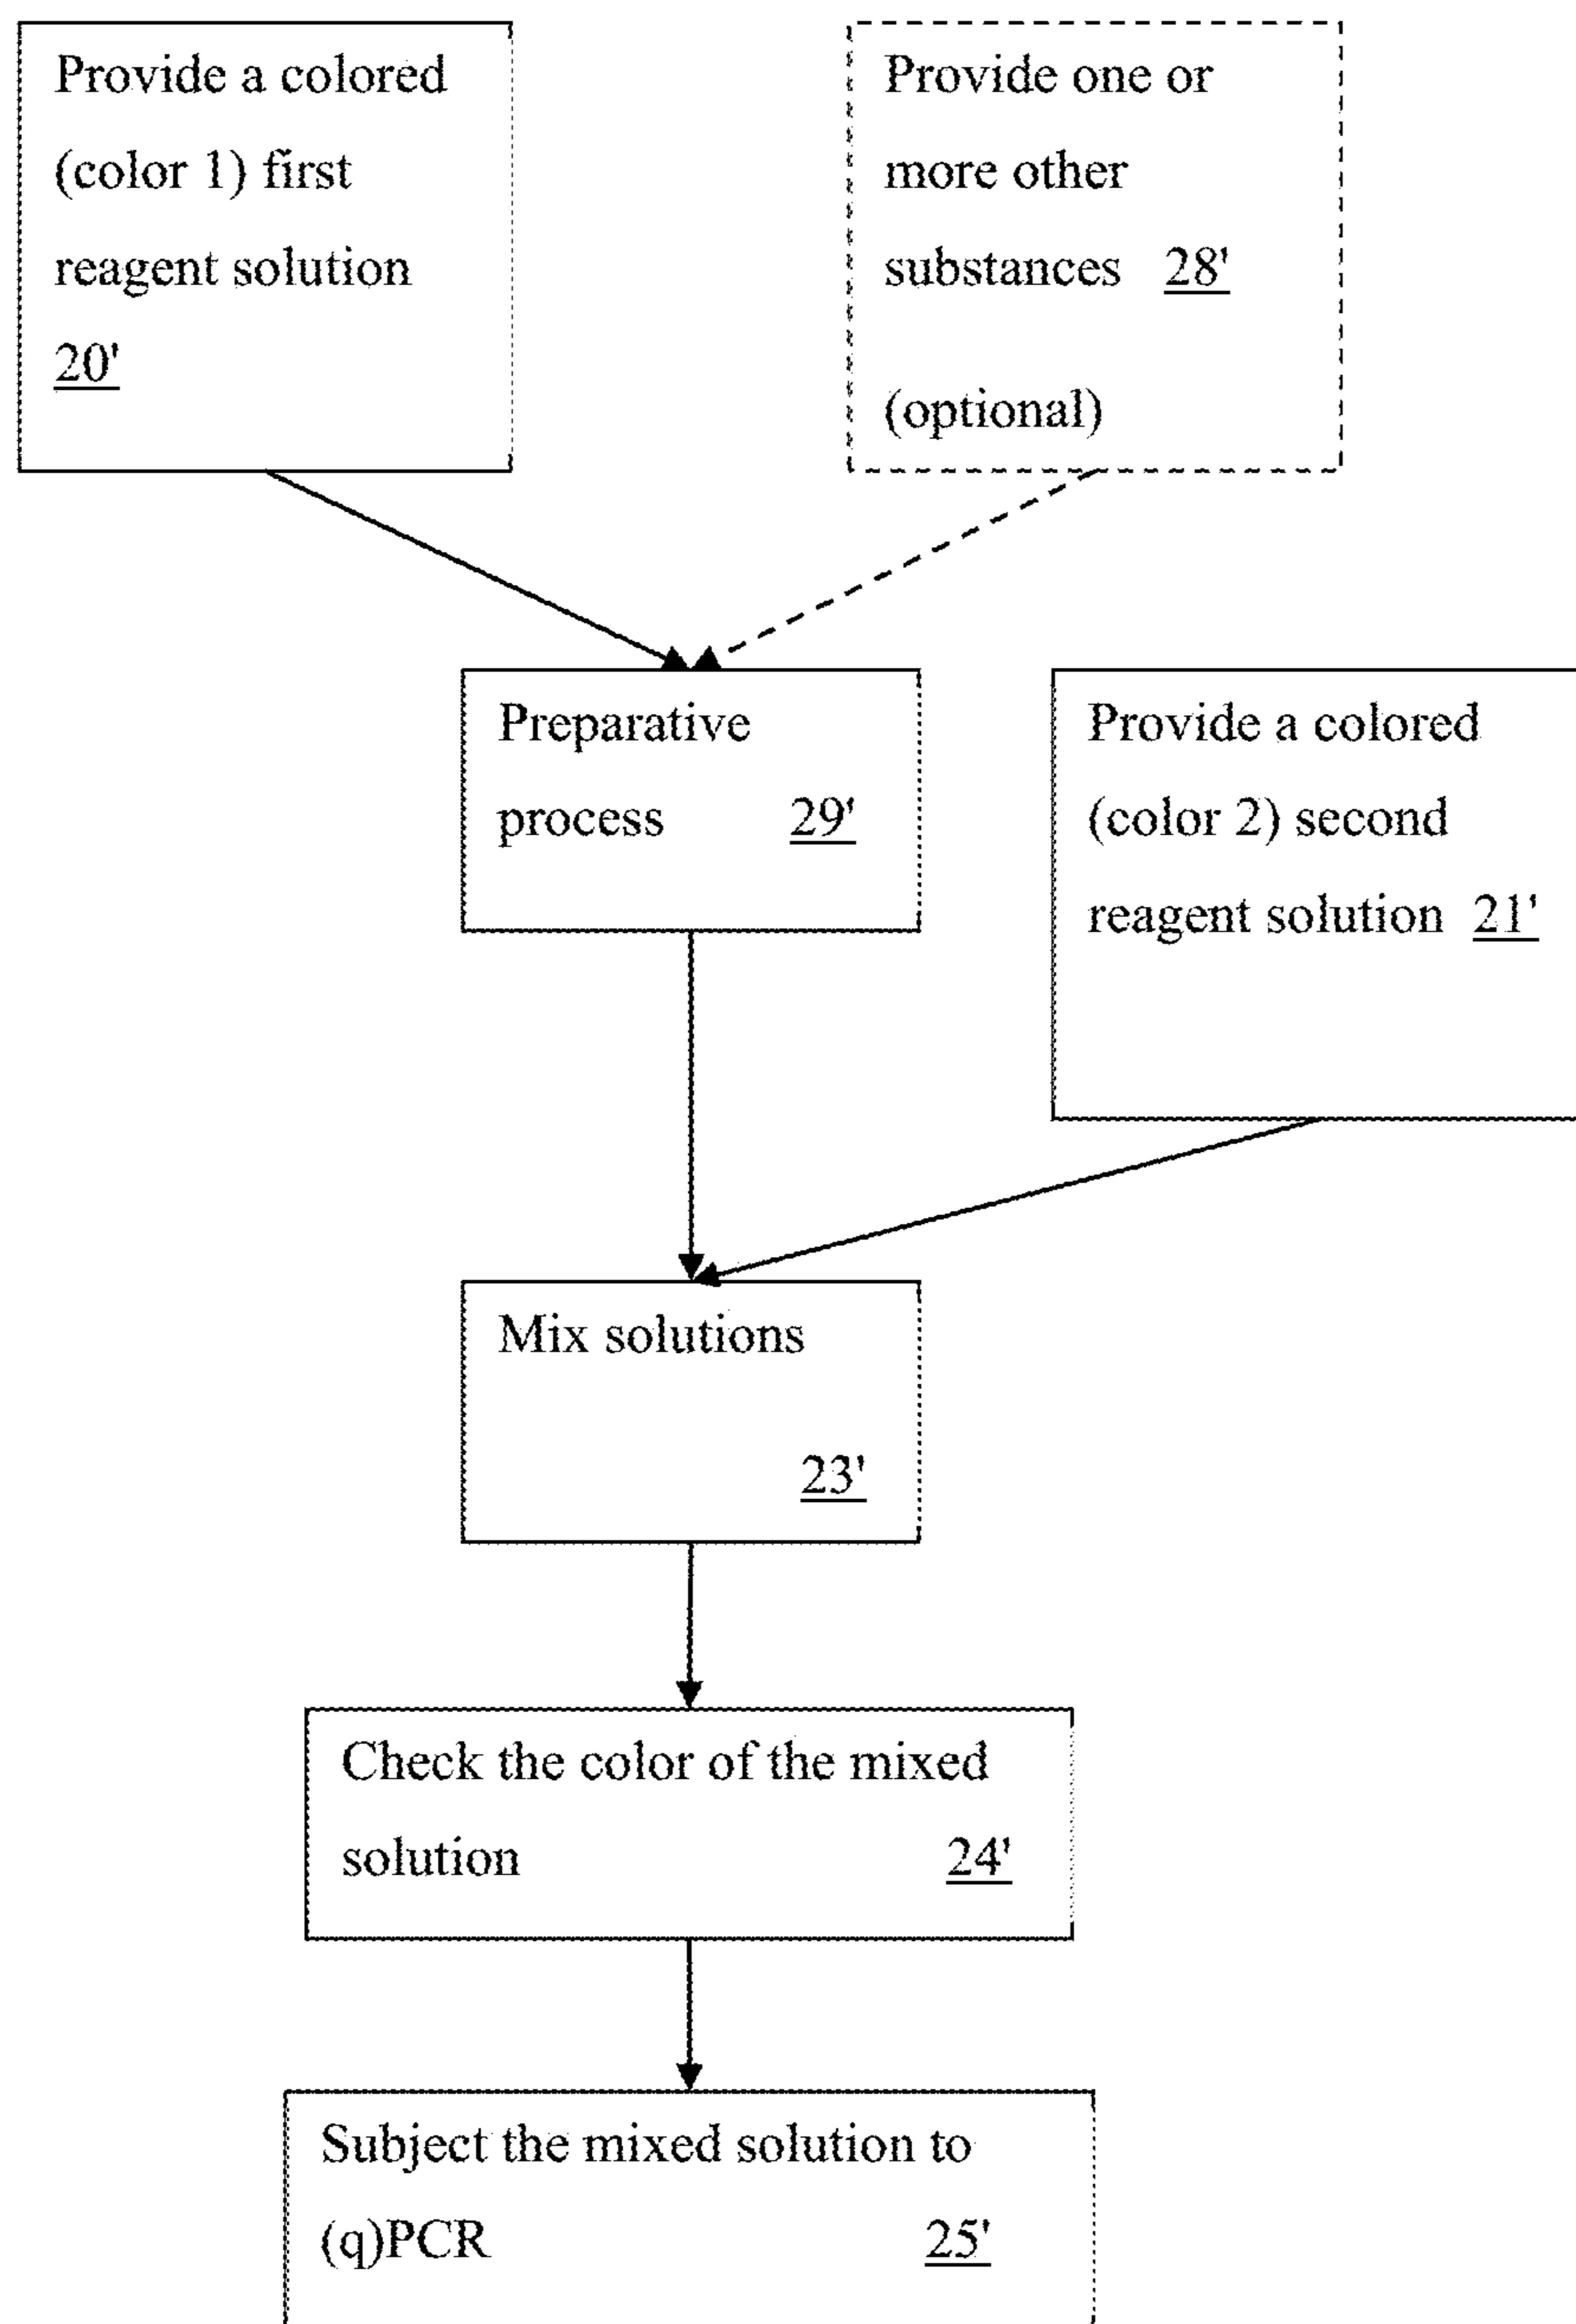 Provide a colored
(color 1) first
reagent solution
20'
Provide one or
more other
substances 28'
(optional)
Preparative
process 29'
Provide a colored
(color 2) second
reagent solution 21'
Mix solutions
23'
Check the color of the mixed
solution 24'
Subject the mixed solution to
(q)PCR 25'